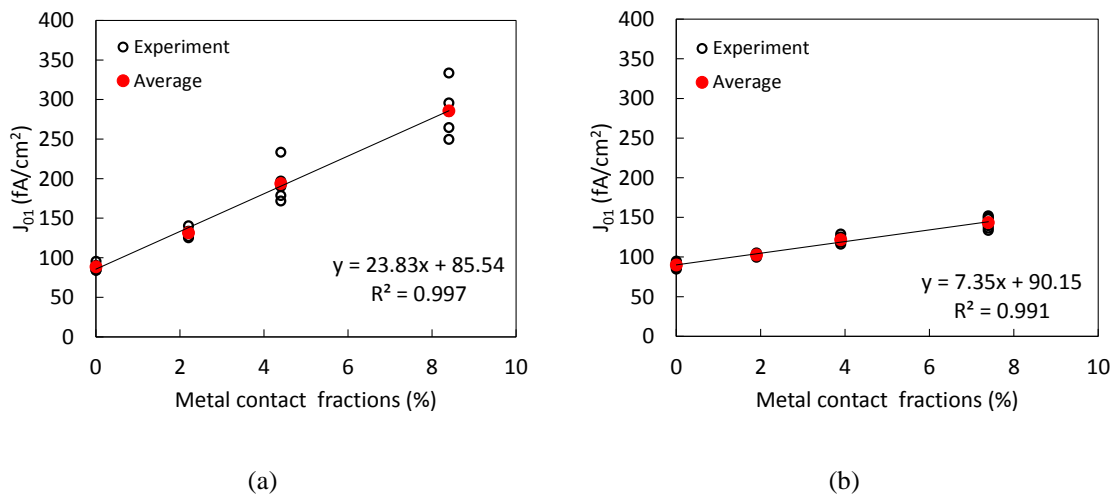 400
350
300
250
200
150
100
50
0
J01 (fA/cm²)
Experiment
Average
y = 23.83x + 85.54
R² = 0.997
0 2 4 6 8 10
Metal contact  fractions (%)
(a)
400
350
300
250
200
150
100
50
0
J01 (fA/cm²)
Experiment
Average
y = 7.35x + 90.15
R² = 0.991
0 2 4 6 8 10
Metal contact  fractions (%)
(b)